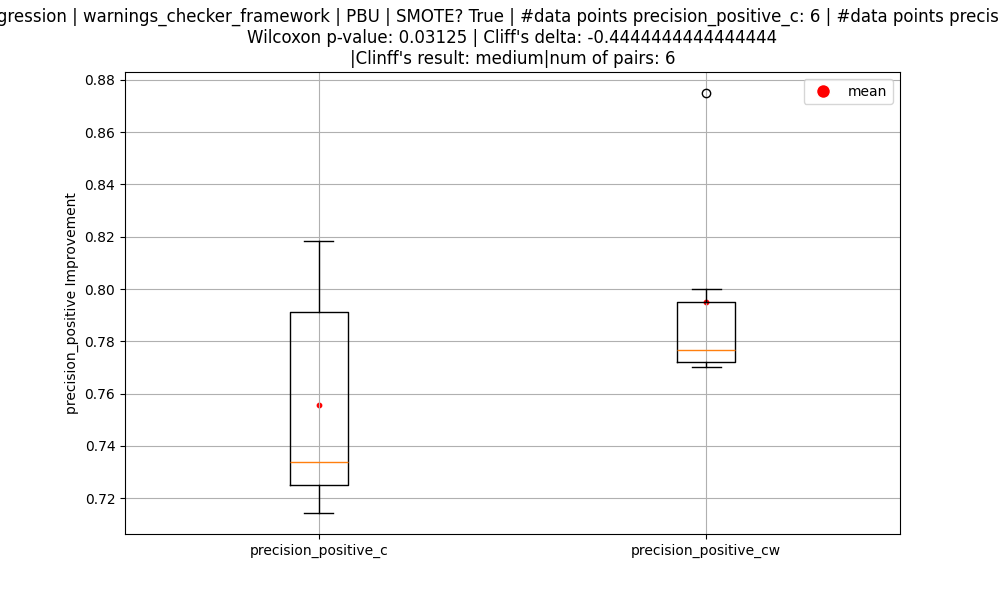 gression | warnings_checker_framework | PBU | SMOTE? True | #data points precision_positive_c: 6 | #data points precis
Wilcoxon p-value: 0.03125 | Cliff's delta: -0.4444444444444444
|Clinff's result: medium|num of pairs: 6
mean
0.88
0.86
0.84
0.82
0.80
0.78
0.76
0.74
0.72
precision_positive Improvement
precision_positive_c
precision_positive_cw